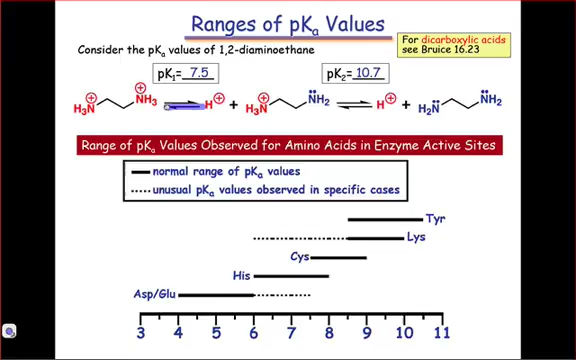 Ranges of pKa Values
For dicarboxylic acids
see Bruice 16.23
Consider the pKa values of 1,2-diaminoethane
pK1= 7.5
pK2= 10.7
H3N NH3 H + H3N NH2 H + H2N NH2
Range of pKa Values Observed for Amino Acids in Enzyme Active Sites
normal range of pKa values
unusual pKa values observed in specific cases
Tyr
Lys
Cys
His
Asp/Glu
3 4 5 6 7 8 9 10 11